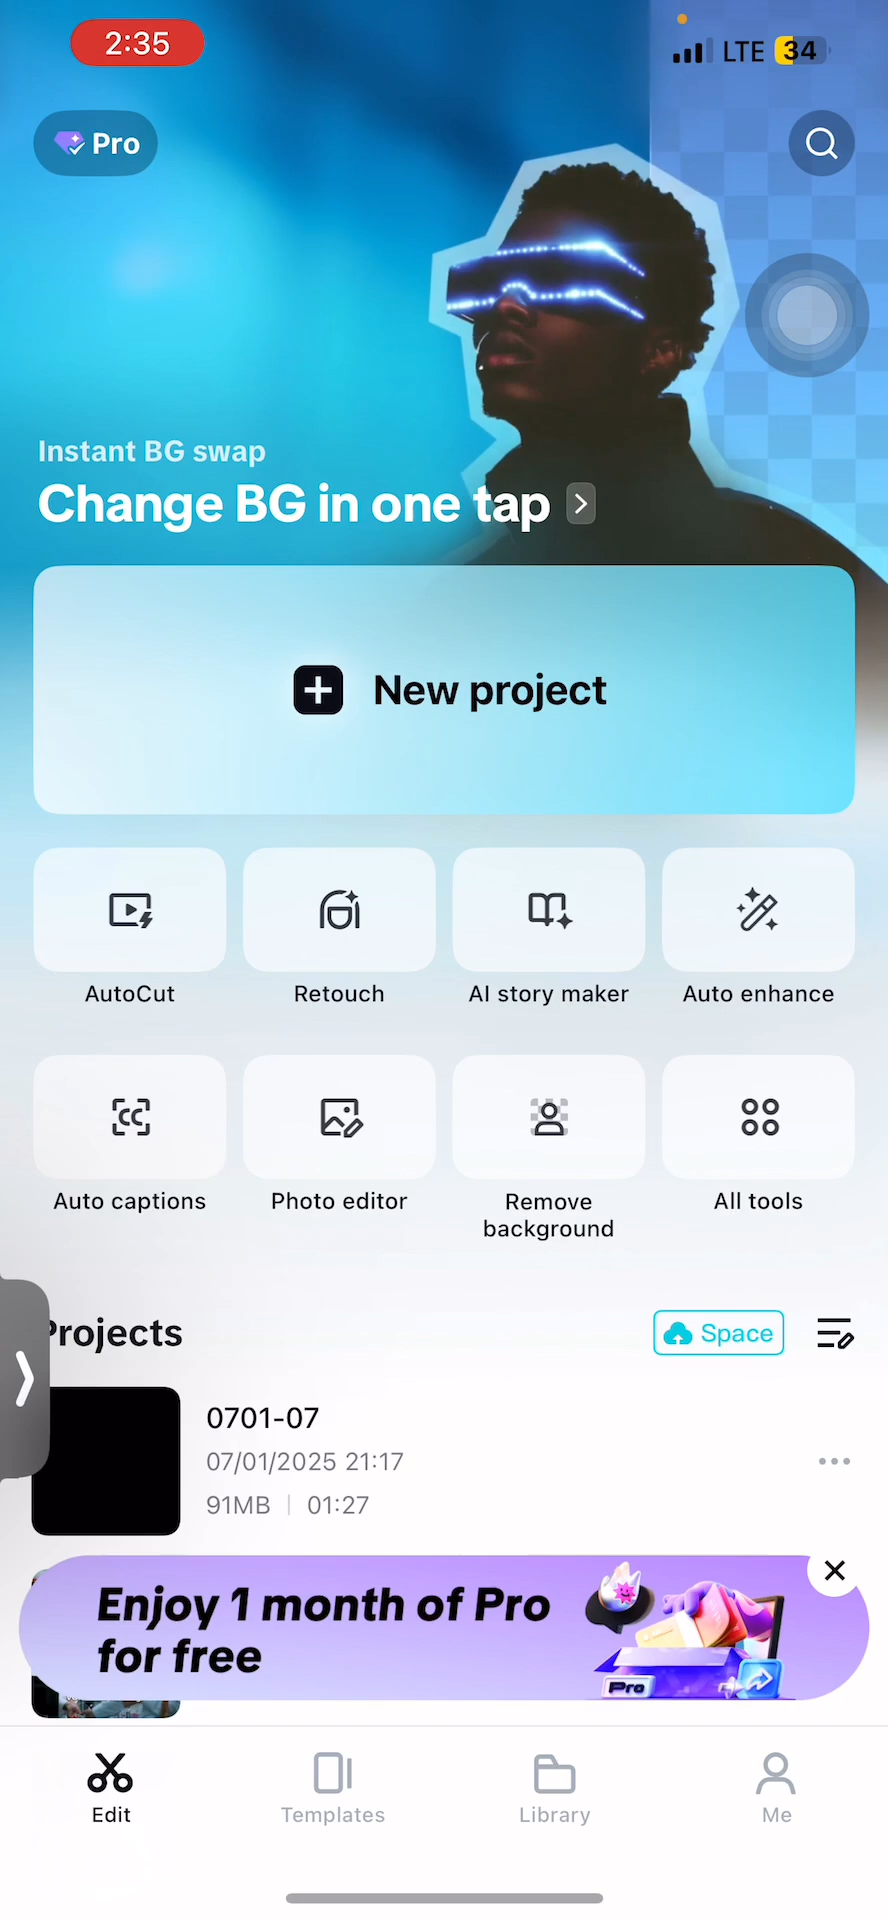 2:35
LTE 34
Pro
Instant BG swap
Change BG in one tap
New project
AutoCut
Retouch
AI story maker
Auto enhance
Auto captions
Photo editor
Remove
background
All tools
Projects
Space
0701-07
07/01/2025 21:17
91MB | 01:27
Enjoy 1 month of Pro
for free
Pro
Edit
Templates
Library
Me